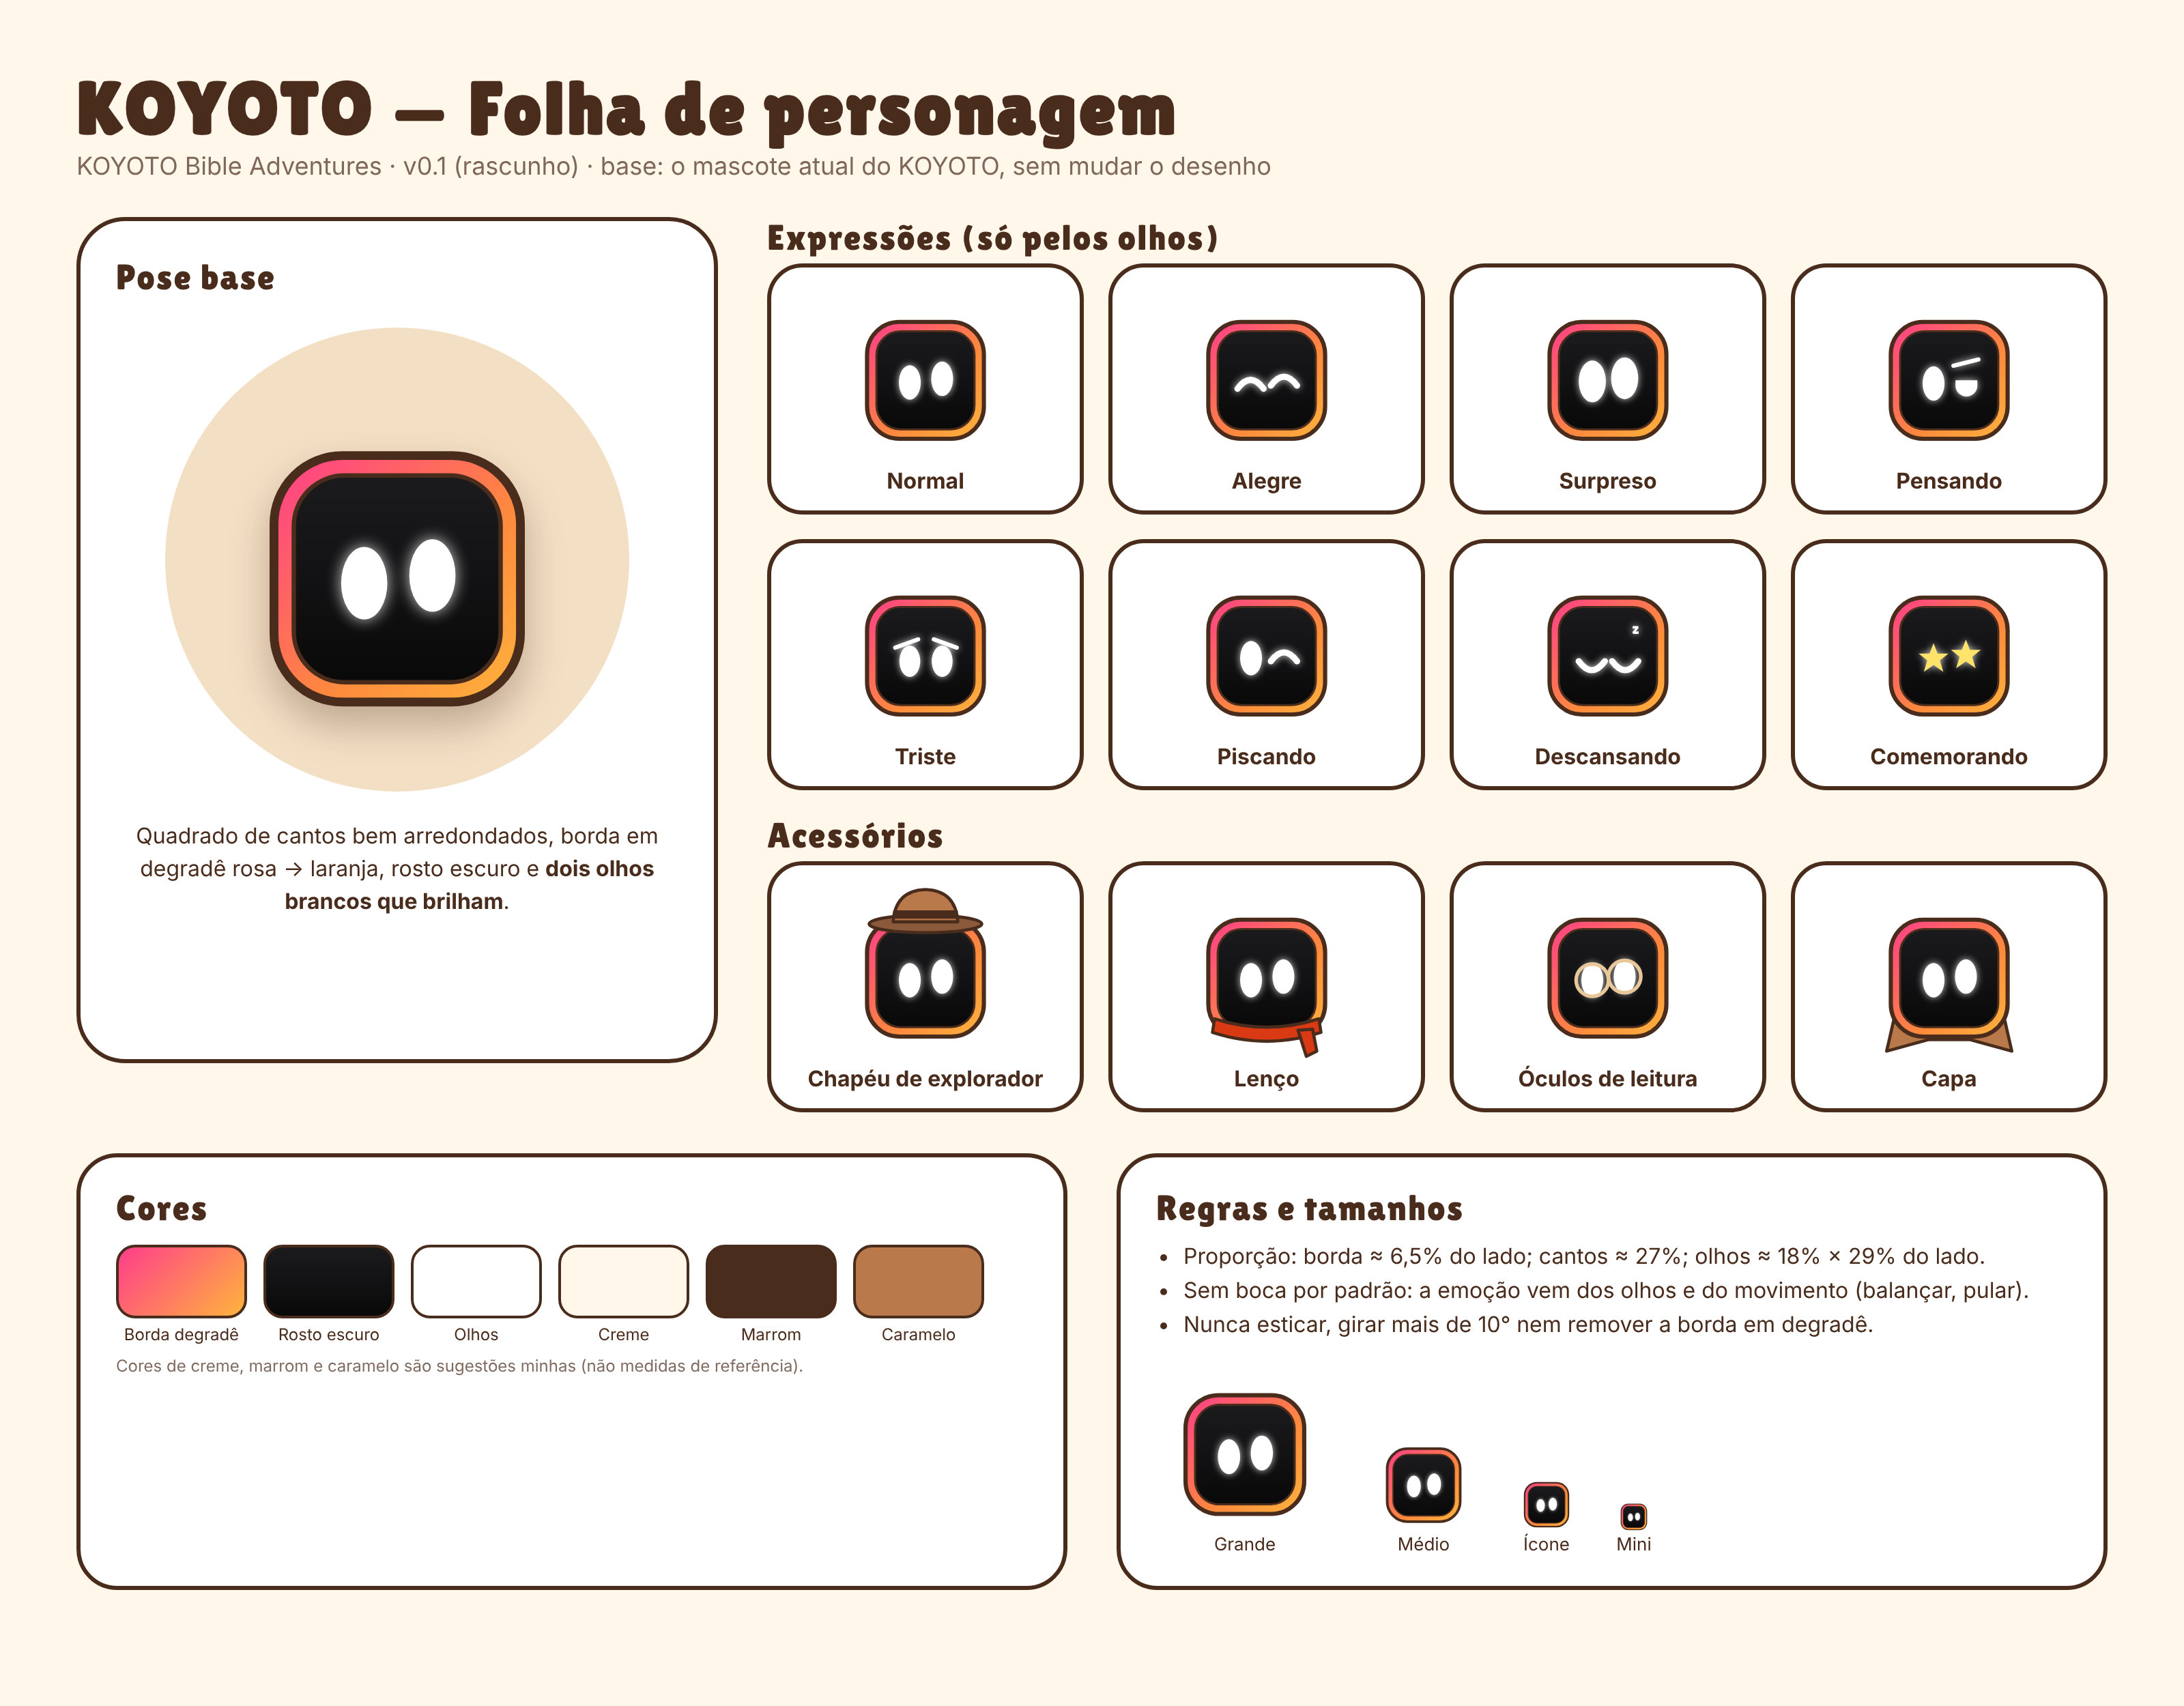 KOYOTO — Folha de personagem
KOYOTO Bible Adventures · v0.1 (rascunho) · base: o mascote atual do KOYOTO, sem mudar o desenho
Pose base
Quadrado de cantos bem arredondados, borda em
degradê rosa → laranja, rosto escuro e dois olhos
brancos que brilham.
Expressões (só pelos olhos)
Normal
Alegre
Surpreso
Pensando
z
Triste
Piscando
Descansando
Comemorando
Acessórios
Chapéu de explorador
Lenço
Óculos de leitura
Capa
Cores
Borda degradê
Rosto escuro
Olhos
Creme
Marrom
Caramelo
Cores de creme, marrom e caramelo são sugestões minhas (não medidas de referência).
Regras e tamanhos
• Proporção: borda ≈ 6,5% do lado; cantos ≈ 27%; olhos ≈ 18% × 29% do lado.
• Sem boca por padrão: a emoção vem dos olhos e do movimento (balançar, pular).
• Nunca esticar, girar mais de 10° nem remover a borda em degradê.
Grande
Médio
Ícone
Mini